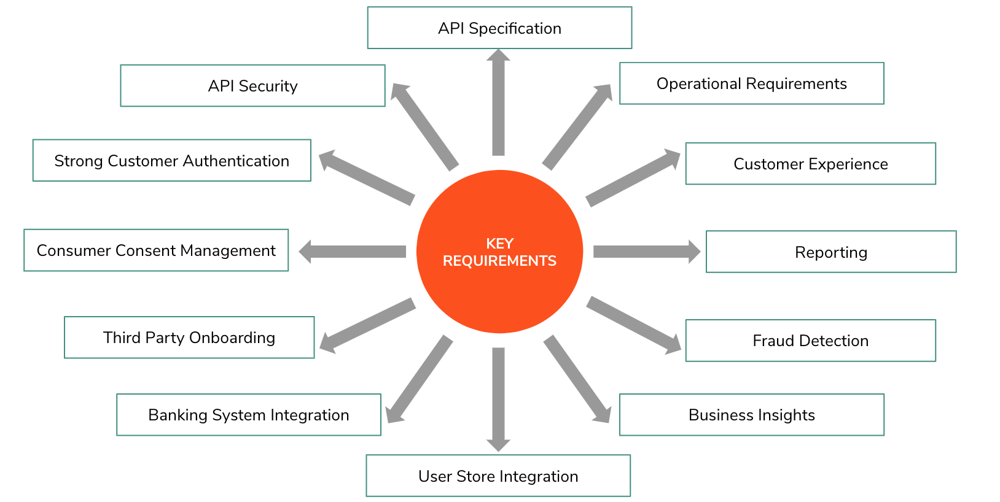 API Specification
API Security
Operational Requirements
Strong Customer Authentication
Customer Experience
Consumer Consent Management
KEY
REQUIREMENTS
Reporting
Third Party Onboarding
Fraud Detection
Banking System Integration
Business Insights
User Store Integration